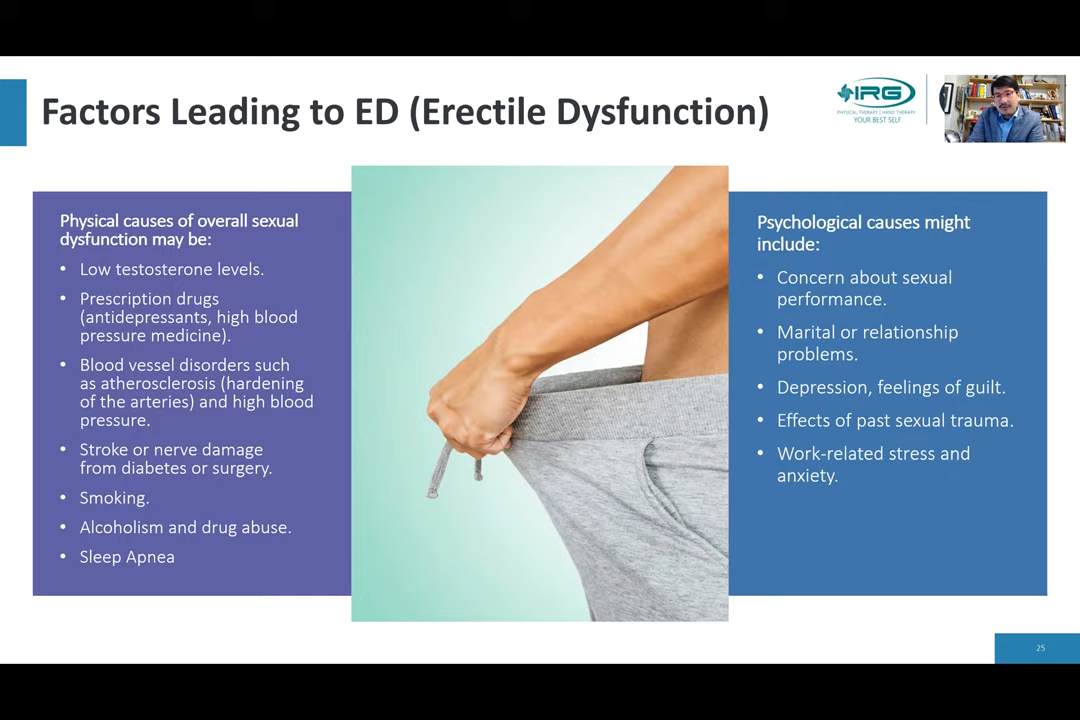 Factors Leading to ED (Erectile Dysfunction)
IRG
PHYSICAL THERAPY | HAND THERAPY
YOUR BEST SELF
Physical causes of overall sexual
dysfunction may be:
• Low testosterone levels.
• Prescription drugs
(antidepressants, high blood
pressure medicine).
• Blood vessel disorders such
as atherosclerosis (hardening
of the arteries) and high blood
pressure.
• Stroke or nerve damage
from diabetes or surgery.
• Smoking.
• Alcoholism and drug abuse.
• Sleep Apnea
Psychological causes might
include:
• Concern about sexual
performance.
• Marital or relationship
problems.
• Depression, feelings of guilt.
• Effects of past sexual trauma.
• Work-related stress and
anxiety.
25